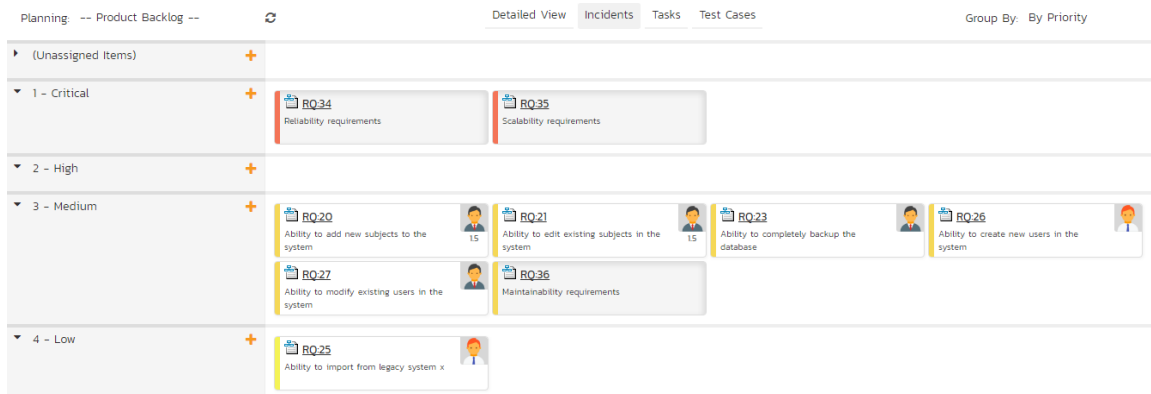 Planning: -- Product Backlog --
Detailed View Incidents Tasks Test Cases
Group By: By Priority
(Unassigned Items)
1 - Critical
RQ:34
Reliability requirements
RQ:35
Scalability requirements
2 - High
3 - Medium
RQ:20
Ability to add new subjects to the
system
1.5
RQ:21
Ability to edit existing subjects in the
system
1.5
RQ:23
Ability to completely backup the
database
RQ:26
Ability to create new users in the
system
RQ:27
Ability to modify existing users in the
system
RQ:36
Maintainability requirements
4 - Low
RQ:25
Ability to import from legacy system x